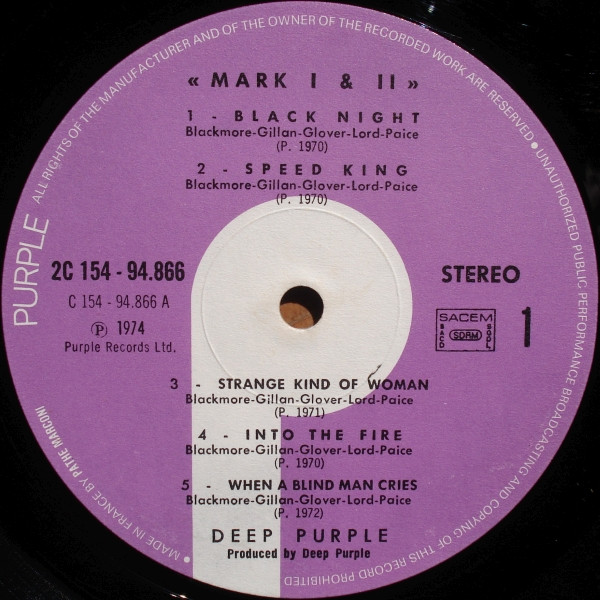 ALL RIGHTS OF THE MANUFACTURER AND OF THE OWNER OF THE RECORDED WORK ARE RESERVED • UNAUTHORIZED PUBLIC PERFORMANCE BROADCASTING AND COPYING OF THIS RECORD PROHIBITED
PURPLE
« MARK I & II »
1 - BLACK NIGHT
Blackmore-Gillan-Glover-Lord-Paice
(P. 1970)
2 - SPEED KING
Blackmore-Gillan-Glover-Lord-Paice
(P. 1970)
2C 154 - 94.866
C 154 - 94.866 A
Ⓟ 1974
Purple Records Ltd.
STEREO
SACEM
SACD
SDRM
SGDL
1
3 - STRANGE KIND OF WOMAN
Blackmore-Gillan-Glover-Lord-Paice
(P. 1971)
4 - INTO THE FIRE
Blackmore-Gillan-Glover-Lord-Paice
(P. 1970)
5 - WHEN A BLIND MAN CRIES
Blackmore-Gillan-Glover-Lord-Paice
(P. 1972)
DEEP PURPLE
Produced by Deep Purple
• MADE IN FRANCE BY PATHE MARCONI